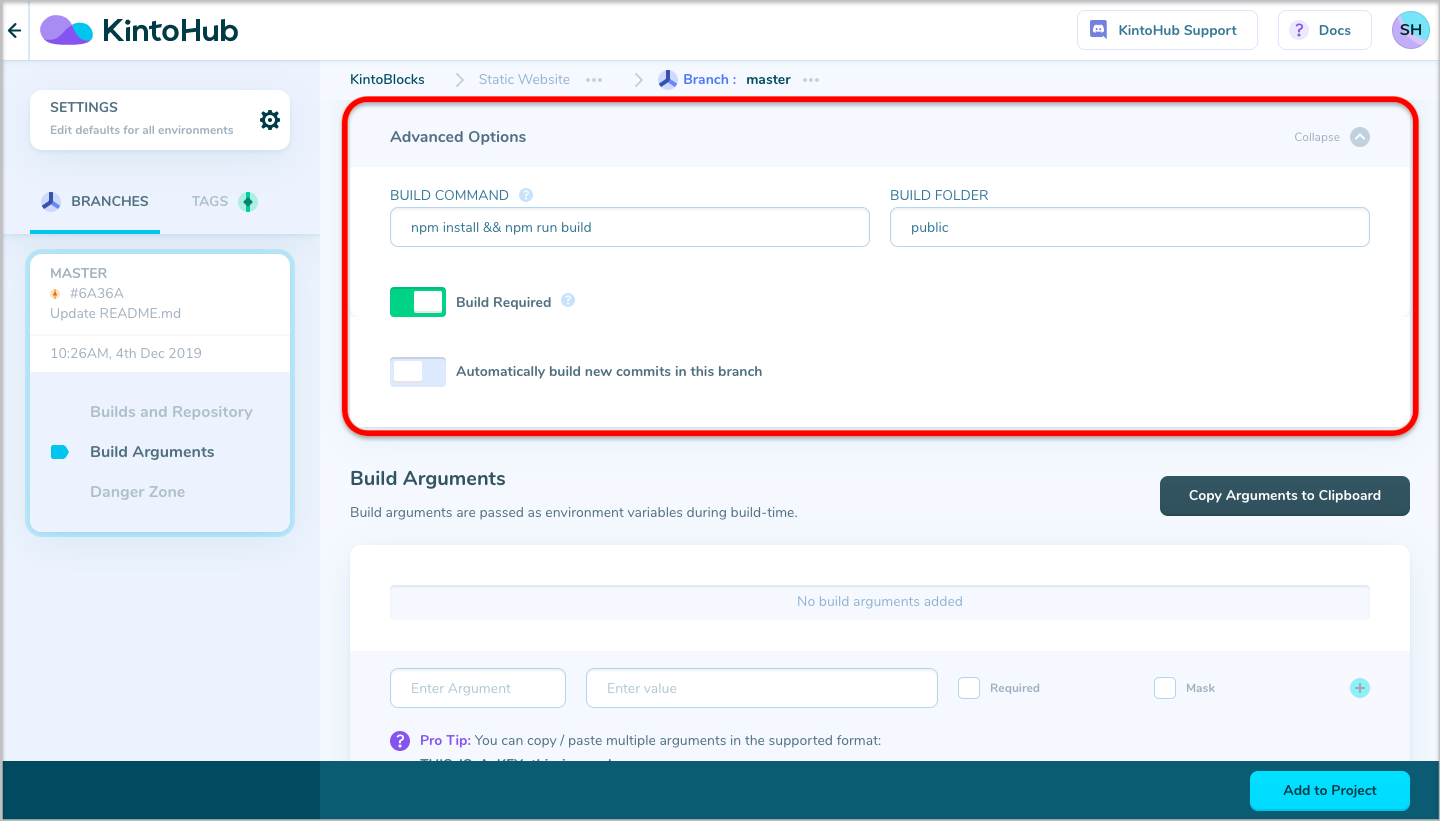 KintoHub
KintoHub Support
? Docs
SH
SETTINGS
Edit defaults for all environments
BRANCHES
TAGS
MASTER
#6A36A
Update README.md
10:26AM, 4th Dec 2019
Builds and Repository
Build Arguments
Danger Zone
KintoBlocks
Static Website
Branch : master
Advanced Options
Collapse
BUILD COMMAND ?
BUILD FOLDER
npm install && npm run build
public
Build Required ?
Automatically build new commits in this branch
Build Arguments
Build arguments are passed as environment variables during build-time.
Copy Arguments to Clipboard
No build arguments added
Enter Argument
Enter value
Required
Mask
? Pro Tip: You can copy / paste multiple arguments in the supported format:
Add to Project